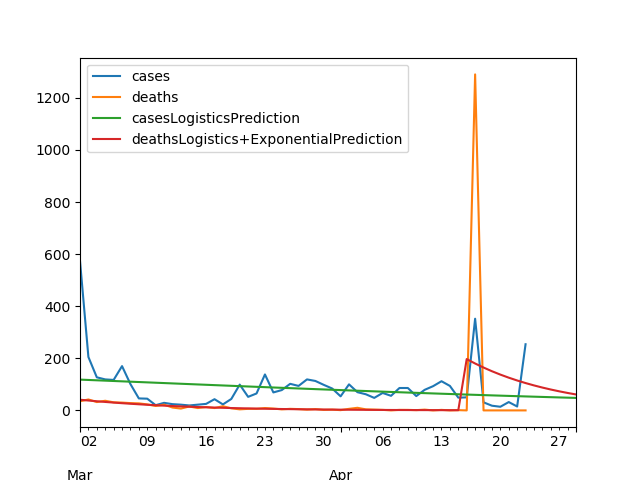 cases
deaths
casesLogisticsPrediction
deathsLogistics+ExponentialPrediction
1200
1000
800
600
400
200
0
02 09 16 23 30 06 13 20 27
Mar Apr